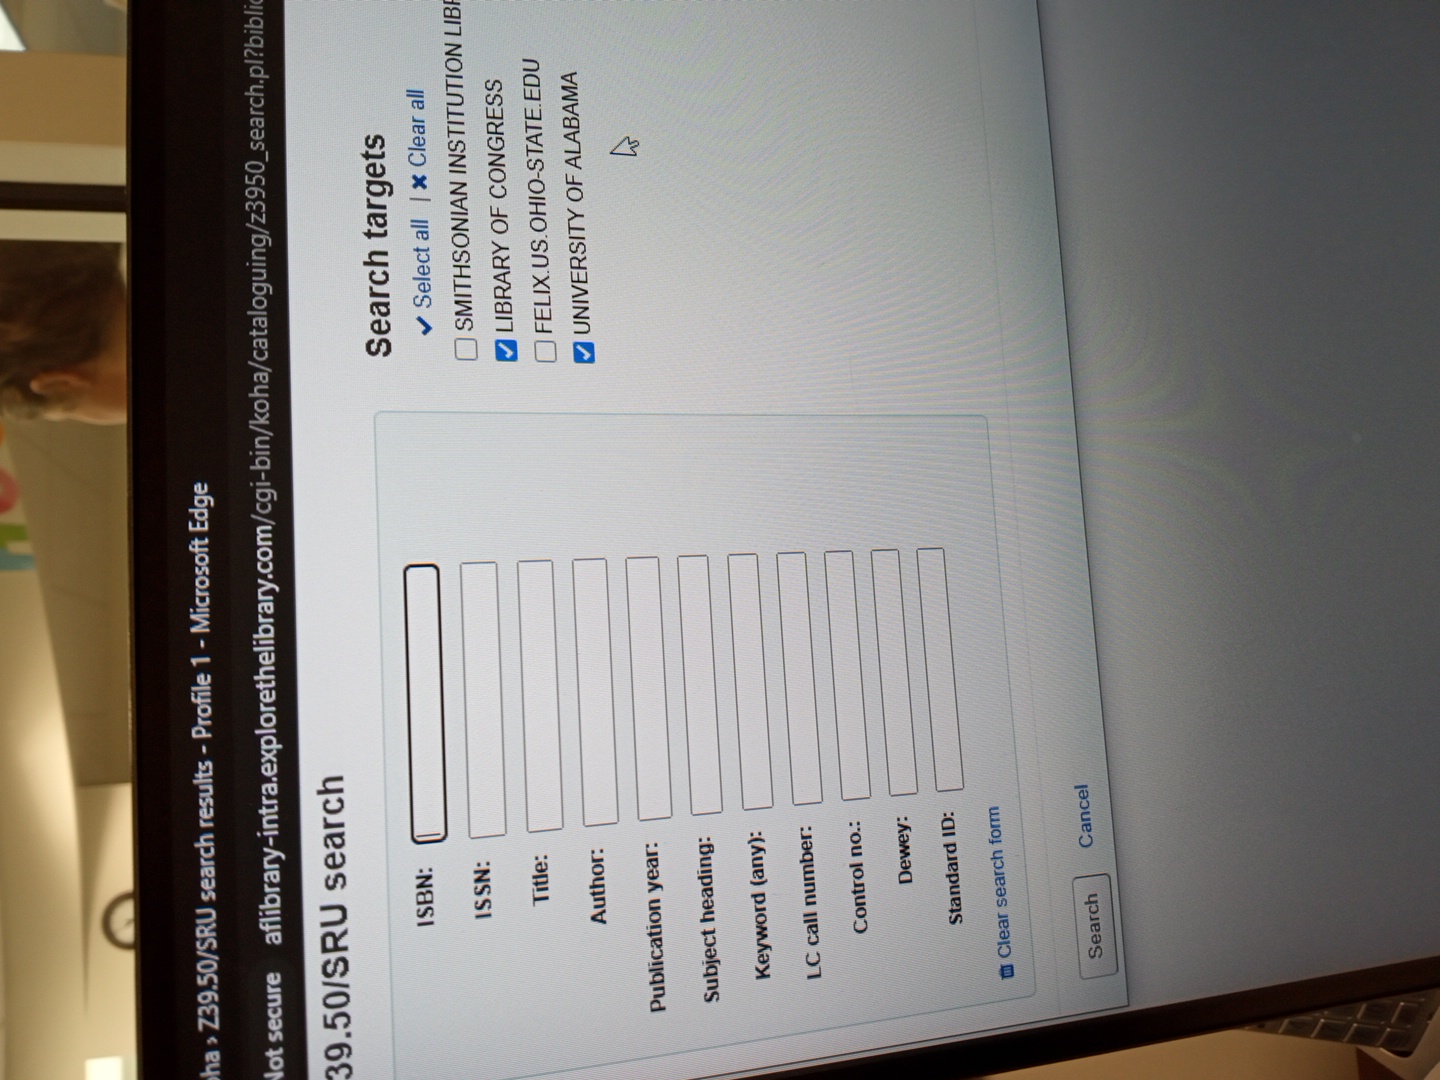 oha › Z39.50/SRU search results - Profile 1 - Microsoft Edge
Not secure aflibrary-intra.explorethelibrary.com/cgi-bin/koha/cataloguing/z3950_search.pl?biblio
39.50/SRU search
ISBN:
ISSN:
Title:
Author:
Publication year:
Subject heading:
Keyword (any):
LC call number:
Control no.:
Dewey:
Standard ID:
Clear search form
Search Cancel
Search targets
Select all | Clear all
SMITHSONIAN INSTITUTION LIBR
LIBRARY OF CONGRESS
FELIX.US.OHIO-STATE.EDU
UNIVERSITY OF ALABAMA